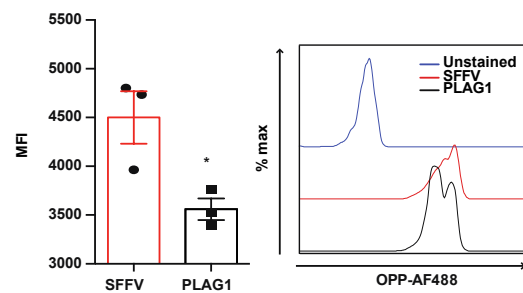 5500
5000
4500
4000
3500
3000
MFI
*
SFFV
PLAG1
% max
Unstained
SFFV
PLAG1
OPP-AF488